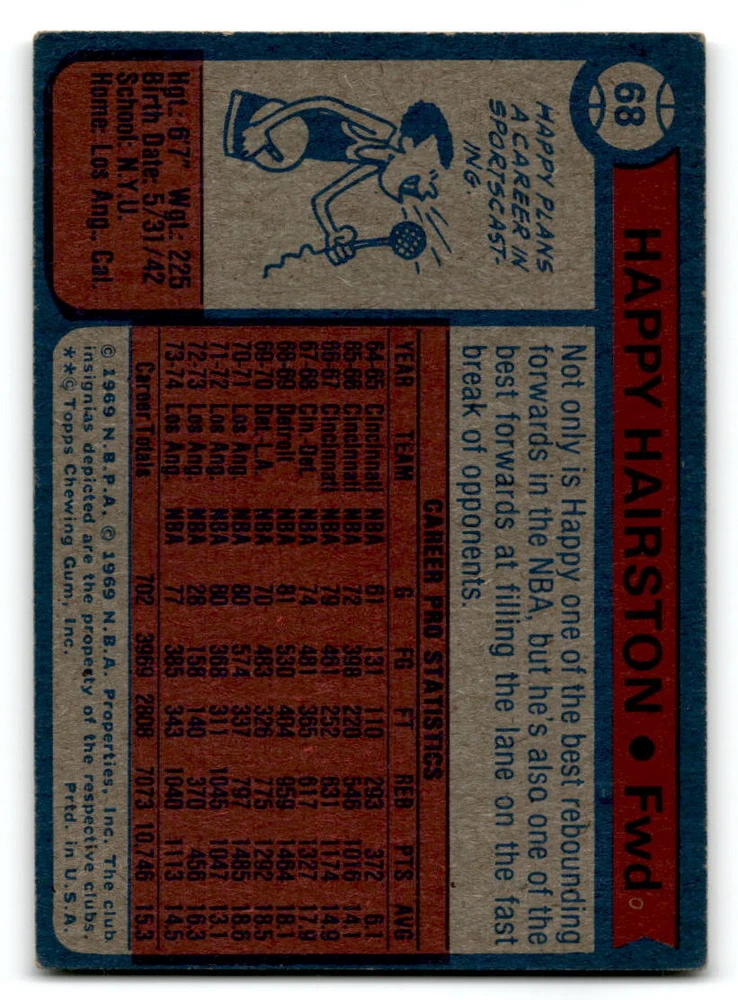 68
HAPPY HAIRSTON • Fwd.
HAPPY PLANS
A CAREER IN
SPORTSCAST-
ING.
Hgt.: 6'7" Wgt.: 225
Birth Date: 5/31/42
School: N.Y.U.
Home: Los Ang., Cal.
Not only is Happy one of the best rebounding
forwards in the NBA, but he's also one of the
best forwards at filling the lane on the fast
break of opponents.
CAREER PRO STATISTICS
YEAR TEAM G FG FT REB PTS AVG
64-65 Cincinnati NBA 61 131 110 293 372 6.1
65-66 Cincinnati NBA 72 398 220 546 1016 14.1
66-67 Cincinnati NBA 79 461 252 631 1174 14.9
67-68 Cin-Det. NBA 74 481 365 617 1327 17.9
68-69 Detroit NBA 81 530 404 959 1464 18.1
69-70 Det-L.A. NBA 70 483 326 775 1292 18.5
70-71 Los Ang. NBA 80 574 337 797 1485 18.6
71-72 Los Ang. NBA 80 368 311 1045 1047 13.1
72-73 Los Ang. NBA 28 158 140 370 456 16.3
73-74 Los Ang. NBA 77 385 343 1040 1113 14.5
Career Totals 702 3969 2808 7073 10,746 15.3
© 1969 N.B.P.A. © 1969 N.B.A. Properties, Inc. The club
insignias depicted are the property of the respective clubs.
**© Topps Chewing Gum, Inc. Prtd. in U.S.A.